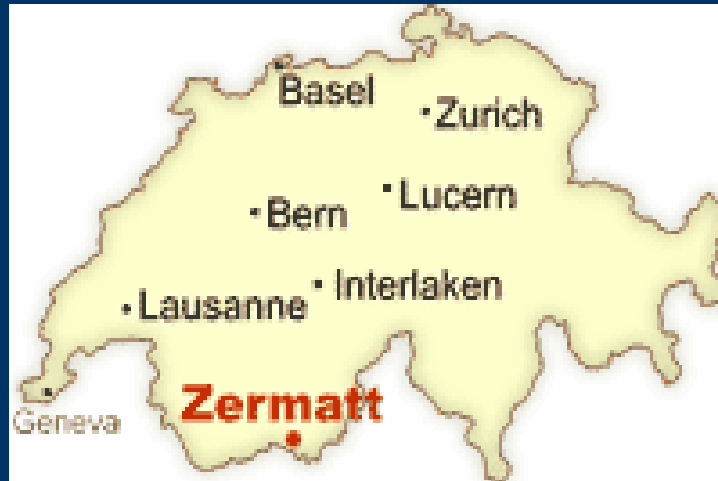 Basel
Zurich
Lucern
Bern
Interlaken
Lausanne
Zermatt
Geneva